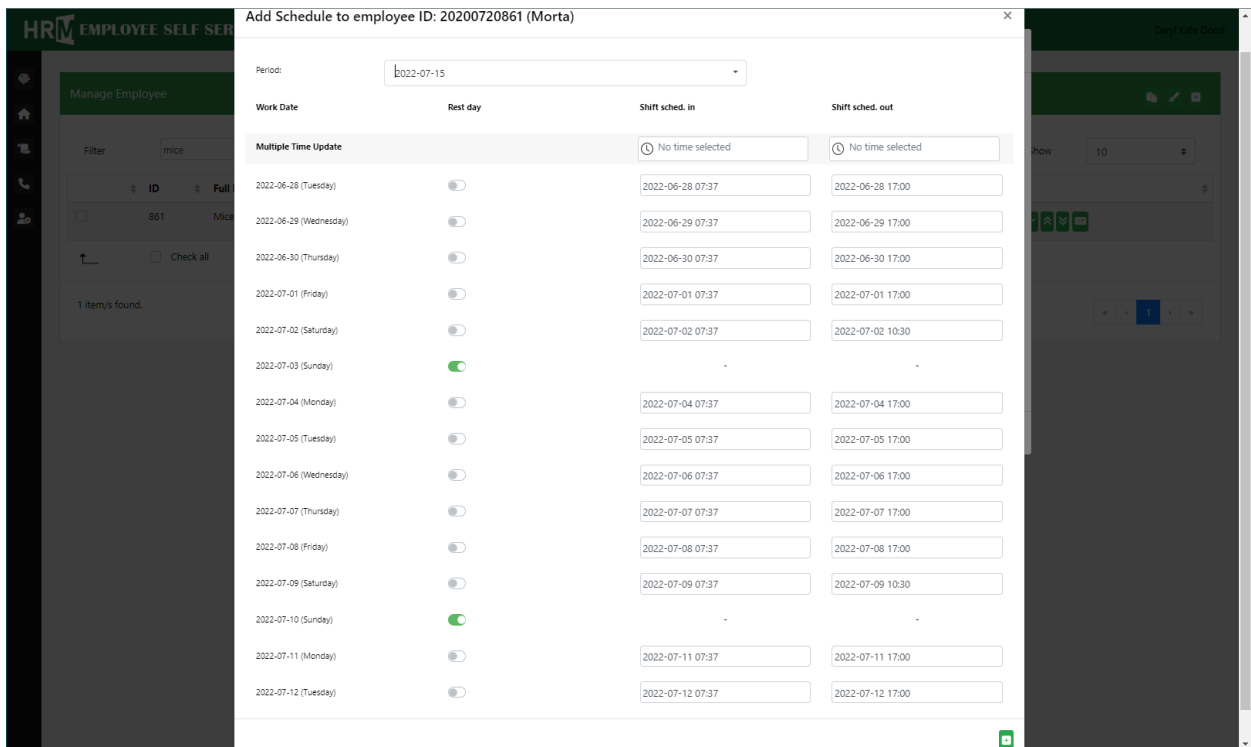 Add Schedule to employee ID: 20200720861 (Morta) ×
HRM EMPLOYEE SELF SER
Daryl Kate Good
Period: 2022-07-15
Manage Employee
Work Date Rest day Shift sched. in Shift sched. out
Filter mice
Multiple Time Update No time selected No time selected
Show 10
ID Full
2022-06-28 (Tuesday) 2022-06-28 07:37 2022-06-28 17:00
861 Mice
2022-06-29 (Wednesday) 2022-06-29 07:37 2022-06-29 17:00
Check all
2022-06-30 (Thursday) 2022-06-30 07:37 2022-06-30 17:00
2022-07-01 (Friday) 2022-07-01 07:37 2022-07-01 17:00
1 item/s found.
« ‹ 1 › »
2022-07-02 (Saturday) 2022-07-02 07:37 2022-07-02 10:30
2022-07-03 (Sunday) - -
2022-07-04 (Monday) 2022-07-04 07:37 2022-07-04 17:00
2022-07-05 (Tuesday) 2022-07-05 07:37 2022-07-05 17:00
2022-07-06 (Wednesday) 2022-07-06 07:37 2022-07-06 17:00
2022-07-07 (Thursday) 2022-07-07 07:37 2022-07-07 17:00
2022-07-08 (Friday) 2022-07-08 07:37 2022-07-08 17:00
2022-07-09 (Saturday) 2022-07-09 07:37 2022-07-09 10:30
2022-07-10 (Sunday) - -
2022-07-11 (Monday) 2022-07-11 07:37 2022-07-11 17:00
2022-07-12 (Tuesday) 2022-07-12 07:37 2022-07-12 17:00